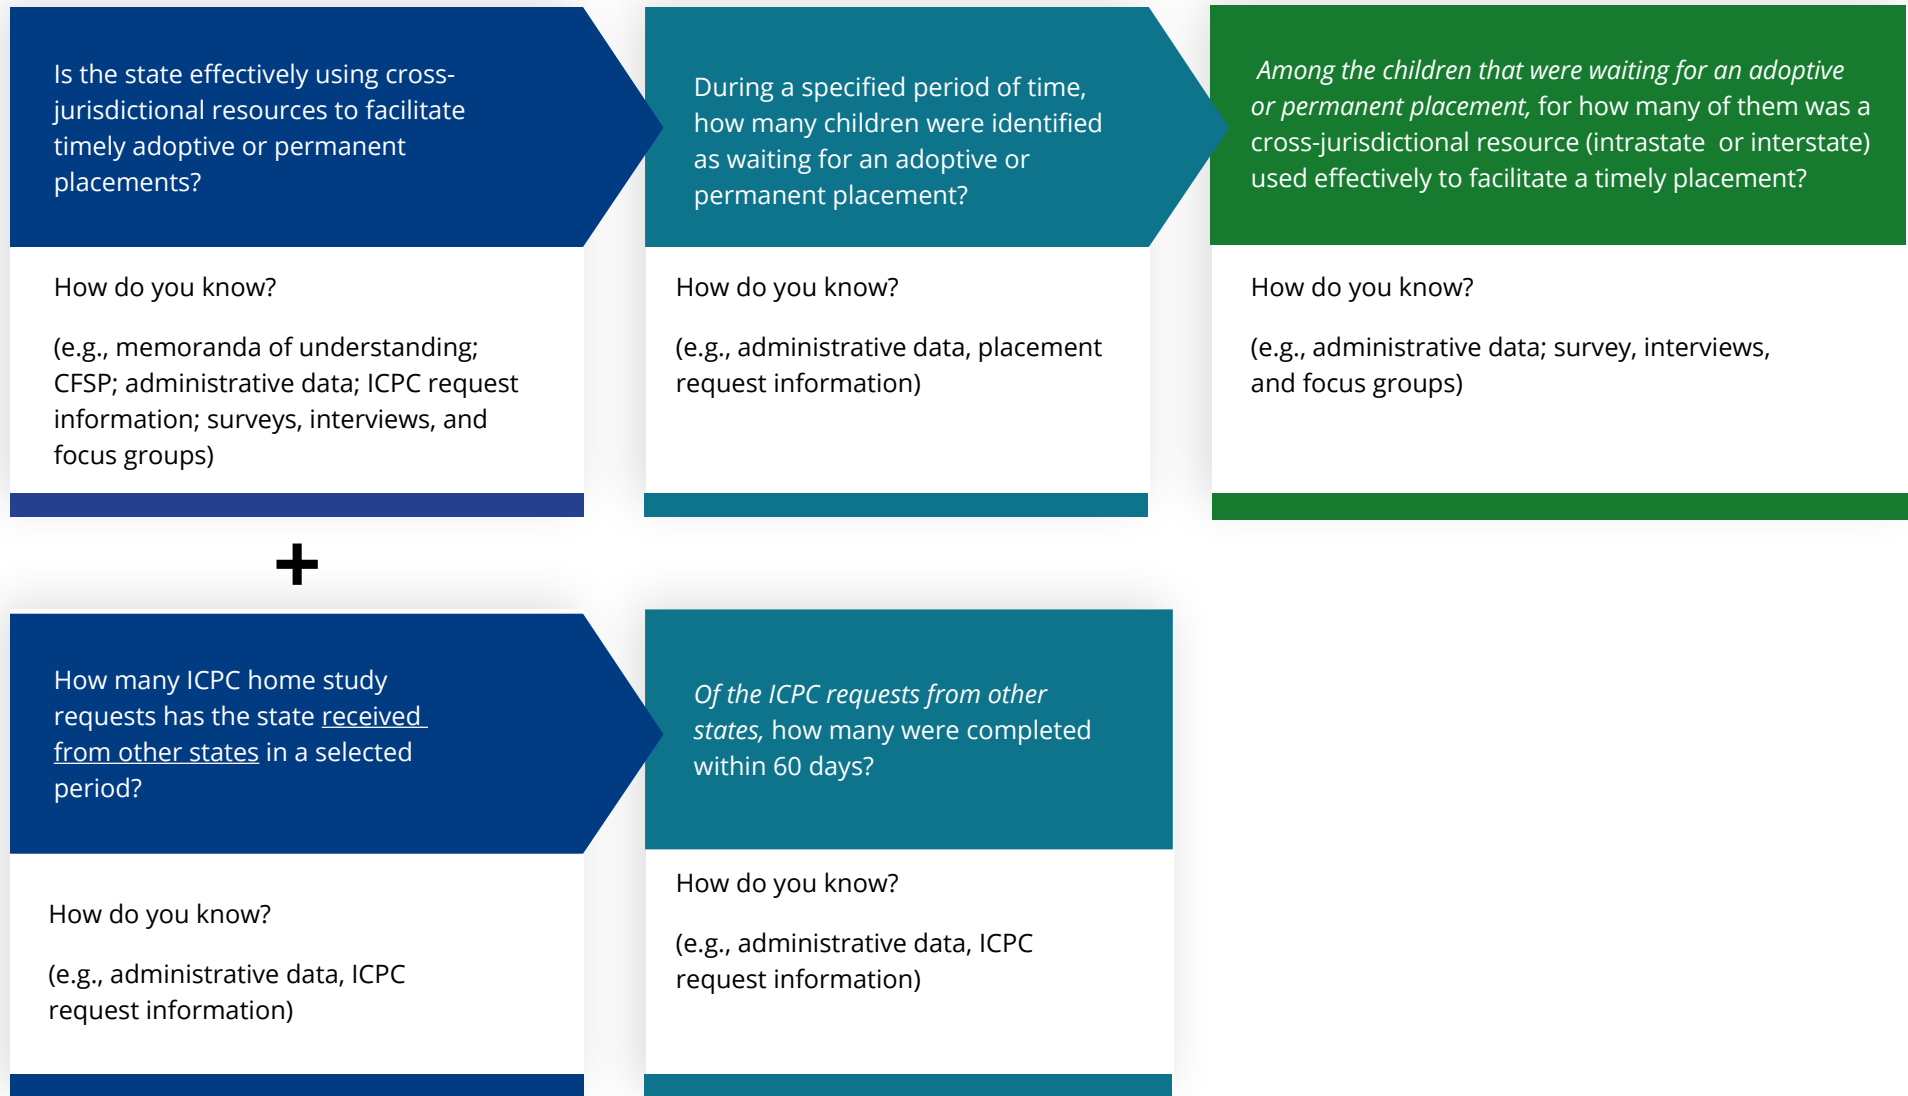 Is the state effectively using cross-
jurisdictional resources to facilitate
timely adoptive or permanent
placements?
How do you know?
(e.g., memoranda of understanding;
CFSP; administrative data; ICPC request
information; surveys, interviews, and
focus groups)
During a specified period of time,
how many children were identified
as waiting for an adoptive or
permanent placement?
How do you know?
(e.g., administrative data, placement
request information)
Among the children that were waiting for an adoptive
or permanent placement, for how many of them was a
cross-jurisdictional resource (intrastate or interstate)
used effectively to facilitate a timely placement?
How do you know?
(e.g., administrative data; survey, interviews,
and focus groups)
+
How many ICPC home study
requests has the state received
from other states in a selected
period?
How do you know?
(e.g., administrative data, ICPC
request information)
Of the ICPC requests from other
states, how many were completed
within 60 days?
How do you know?
(e.g., administrative data, ICPC
request information)